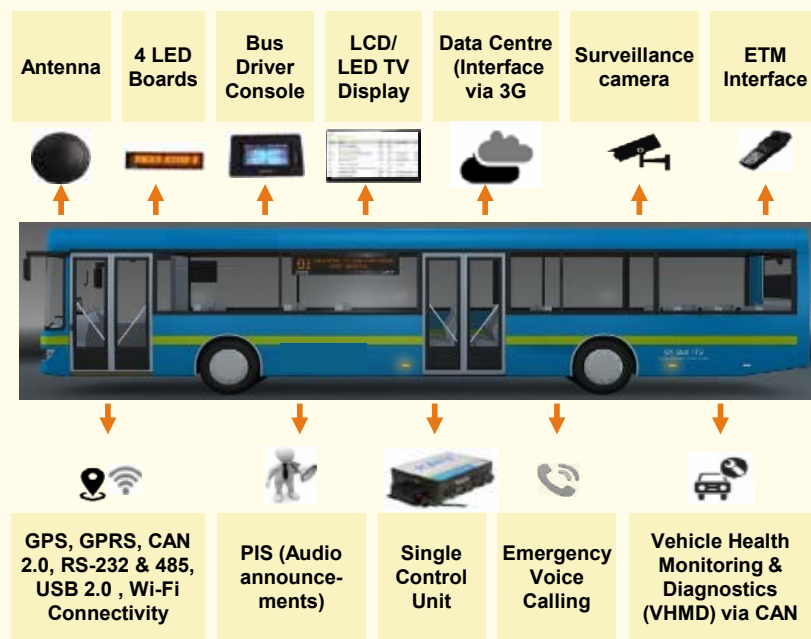 Antenna
4 LED
Boards
Bus
Driver
Console
LCD/
LED TV
Display
Data Centre
(Interface
via 3G
Surveillance
camera
ETM
Interface
GPS, GPRS, CAN
2.0, RS-232 & 485,
USB 2.0 , Wi-Fi
Connectivity
PIS (Audio
announce-
ments)
Single
Control
Unit
Emergency
Voice
Calling
Vehicle Health
Monitoring &
Diagnostics
(VHMD) via CAN